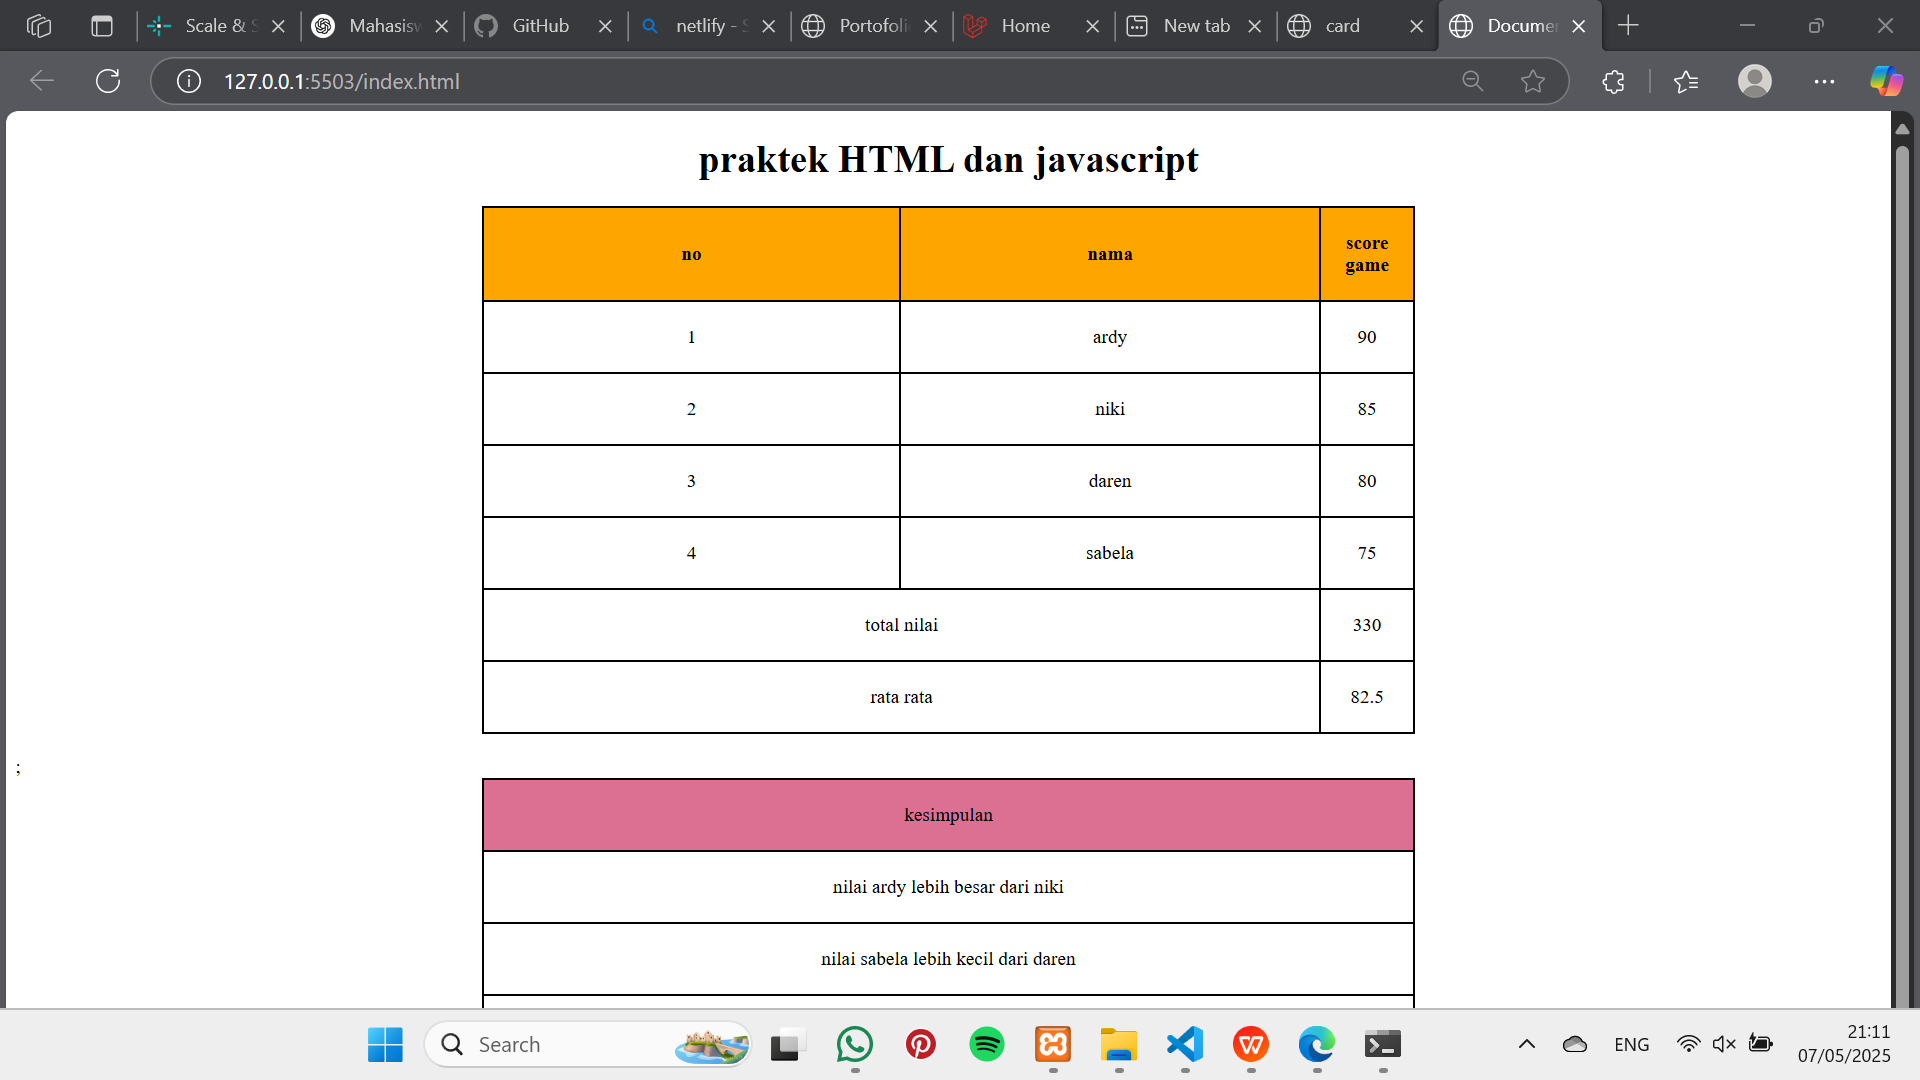 Scale & S
Mahasisw
GitHub
netlify - S
Portofoli
Home
New tab
card
Documen
127.0.0.1:5503/index.html
praktek HTML dan javascript
no nama score game
1 ardy 90
2 niki 85
3 daren 80
4 sabela 75
total nilai 330
rata rata 82.5
;
kesimpulan
nilai ardy lebih besar dari niki
nilai sabela lebih kecil dari daren
Search
ENG
21:11
07/05/2025